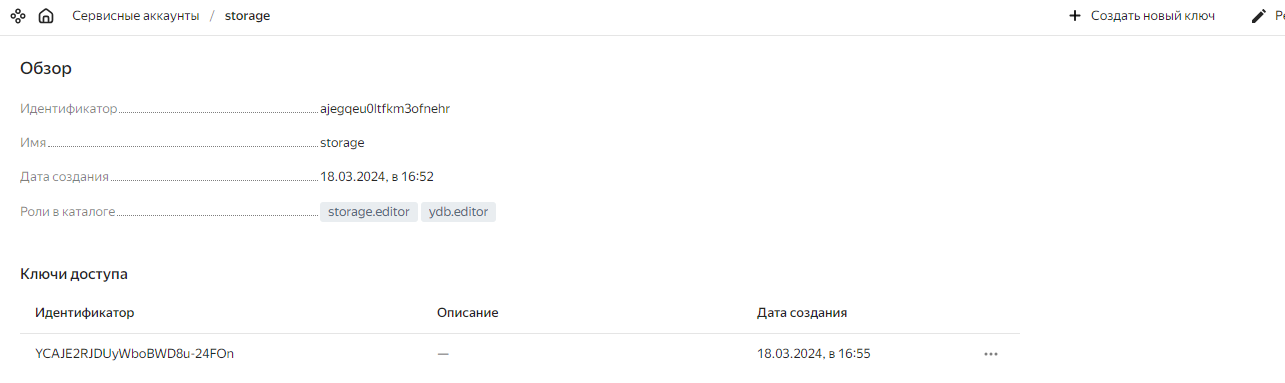 Сервисные аккаунты / storage
+ Создать новый ключ
Обзор
Идентификатор ajegqeu0ltfkm3ofnehr
Имя storage
Дата создания 18.03.2024, в 16:52
Роли в каталоге storage.editor ydb.editor
Ключи доступа
Идентификатор Описание Дата создания
YCAJE2RJDUyWboBWD8u-24FOn — 18.03.2024, в 16:55